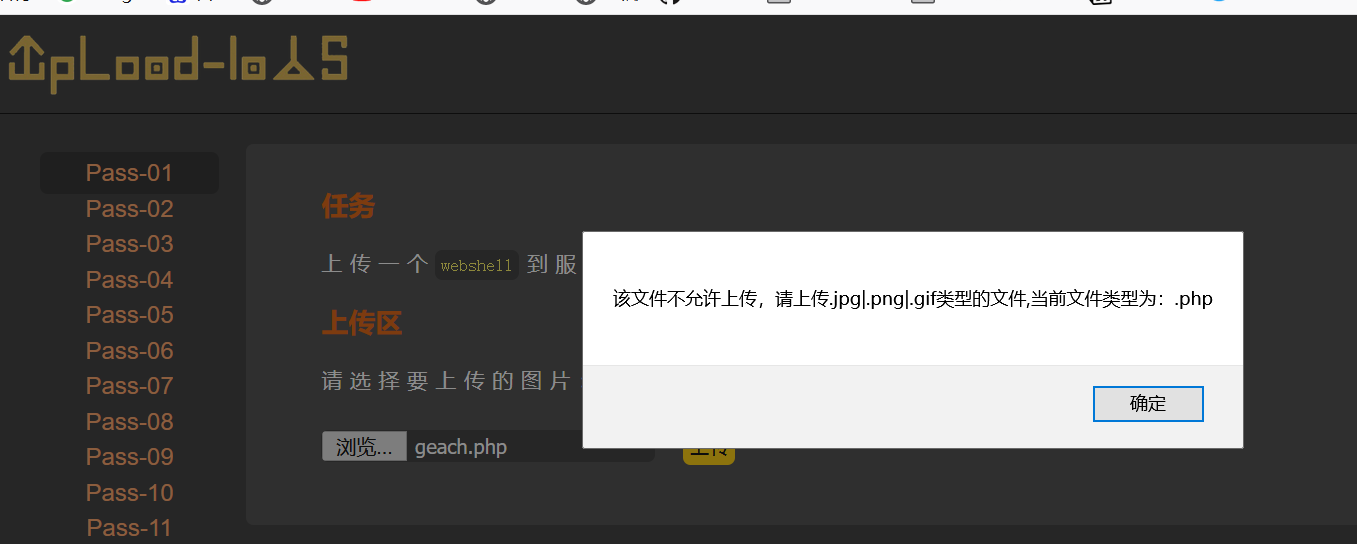 UpLoad-labs
Pass-01
Pass-02
Pass-03
Pass-04
Pass-05
Pass-06
Pass-07
Pass-08
Pass-09
Pass-10
Pass-11
任务
上传一个 webshell 到服
上传区
请选择要上传的图片
浏览... geach.php
上传
该文件不允许上传，请上传.jpg|.png|.gif类型的文件,当前文件类型为：.php
确定